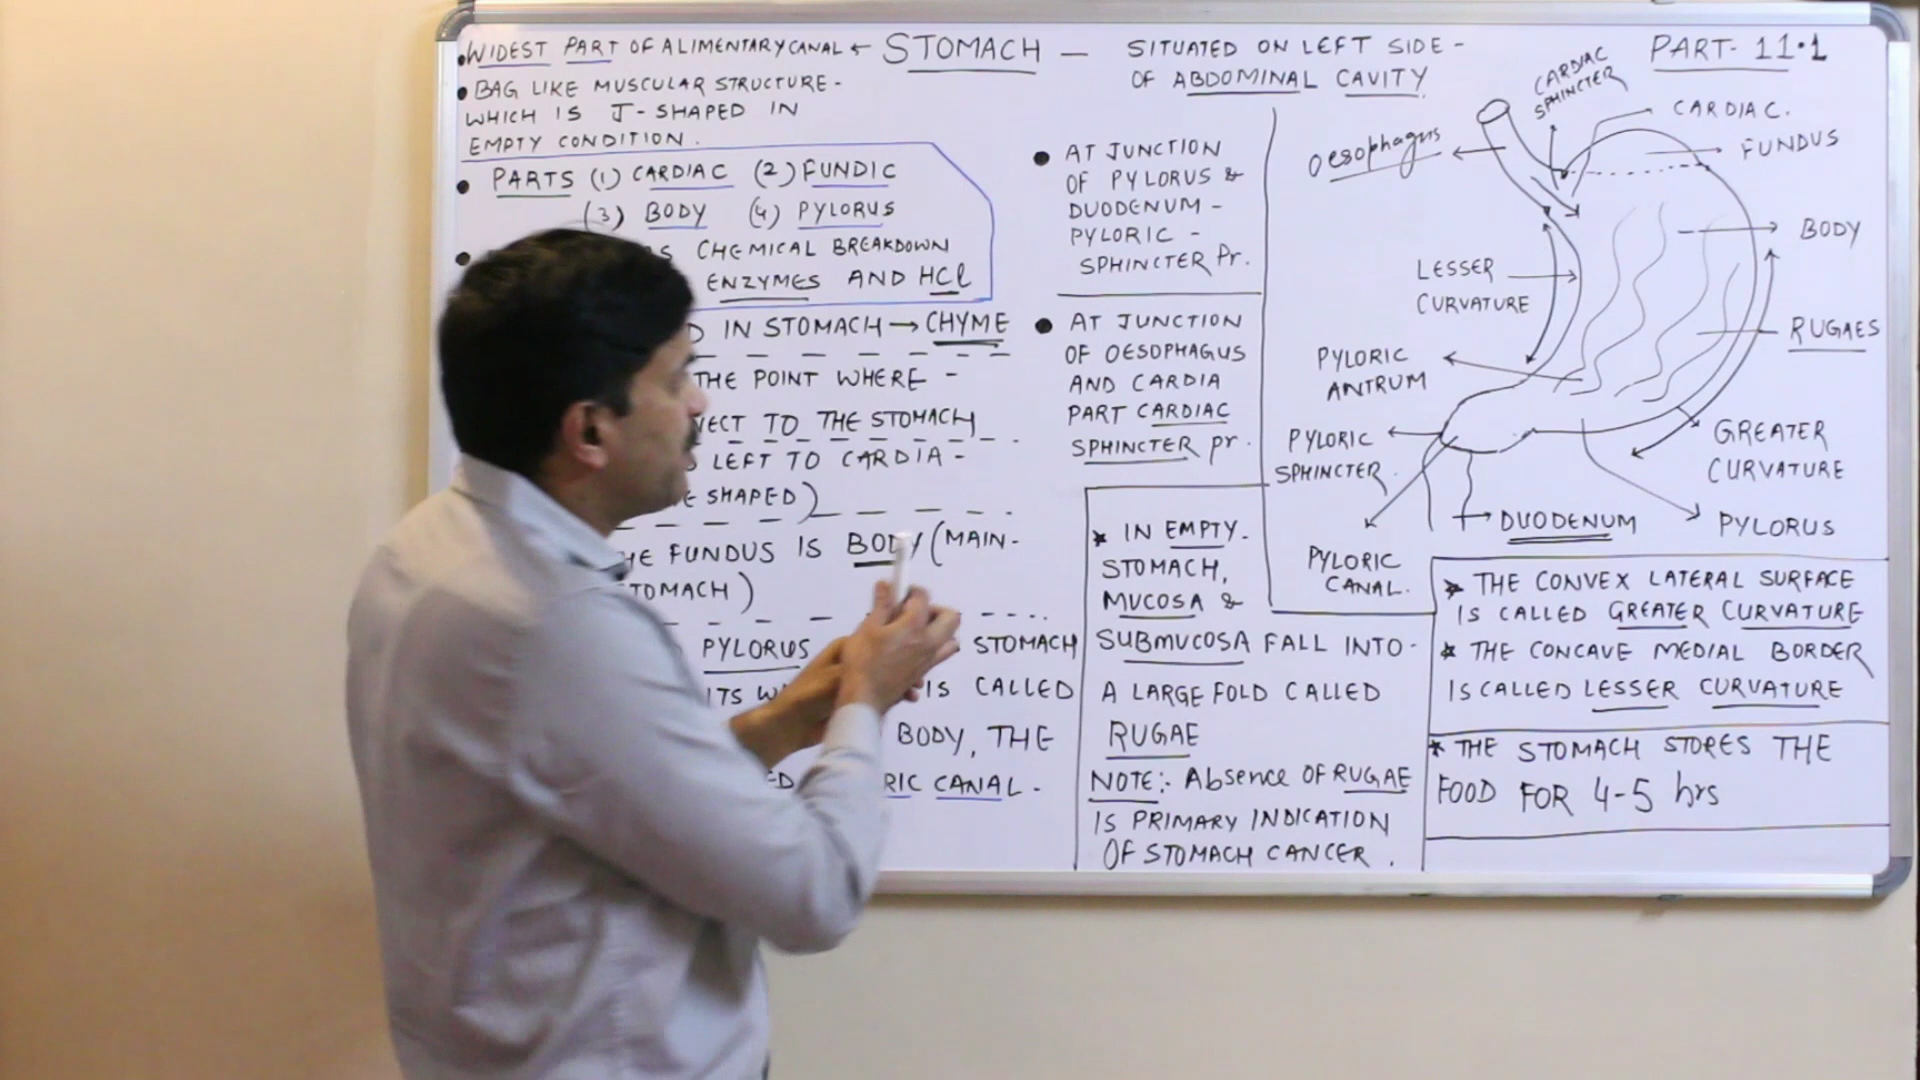 •WIDEST PART OF ALIMENTARY CANAL ← STOMACH — SITUATED ON LEFT SIDE -
OF ABDOMINAL CAVITY
PART- 11.1
• BAG LIKE MUSCULAR STRUCTURE -
WHICH IS J-SHAPED IN
EMPTY CONDITION.
• PARTS (1) CARDIAC (2) FUNDIC
(3) BODY (4) PYLORUS
CHEMICAL BREAKDOWN
ENZYMES AND HCl
IN STOMACH → CHYME
THE POINT WHERE -
TO THE STOMACH
LEFT TO CARDIA -
SHAPED)
FUNDUS IS BODY (MAIN-
STOMACH)
PYLORUS STOMACH
ITS IS CALLED
BODY, THE
CANAL -
• AT JUNCTION
OF PYLORUS &
DUODENUM -
PYLORIC -
SPHINCTER Pr.
• AT JUNCTION
OF OESOPHAGUS
AND CARDIA
PART CARDIAC
SPHINCTER pr.
* IN EMPTY.
STOMACH,
MUCOSA &
SUBMUCOSA FALL INTO-
A LARGE FOLD CALLED
RUGAE
NOTE:- Absence OF RUGAE
IS PRIMARY INDICATION
OF STOMACH CANCER.
CARDIAC
SPHINCTER
CARDIAC.
Oesophagus
FUNDUS
BODY
LESSER
CURVATURE
RUGAES
PYLORIC
ANTRUM
PYLORIC
SPHINCTER.
GREATER
CURVATURE
DUODENUM
PYLORUS
PYLORIC
CANAL.
* THE CONVEX LATERAL SURFACE
IS CALLED GREATER CURVATURE
* THE CONCAVE MEDIAL BORDER
IS CALLED LESSER CURVATURE
* THE STOMACH STORES THE
FOOD FOR 4-5 hrs